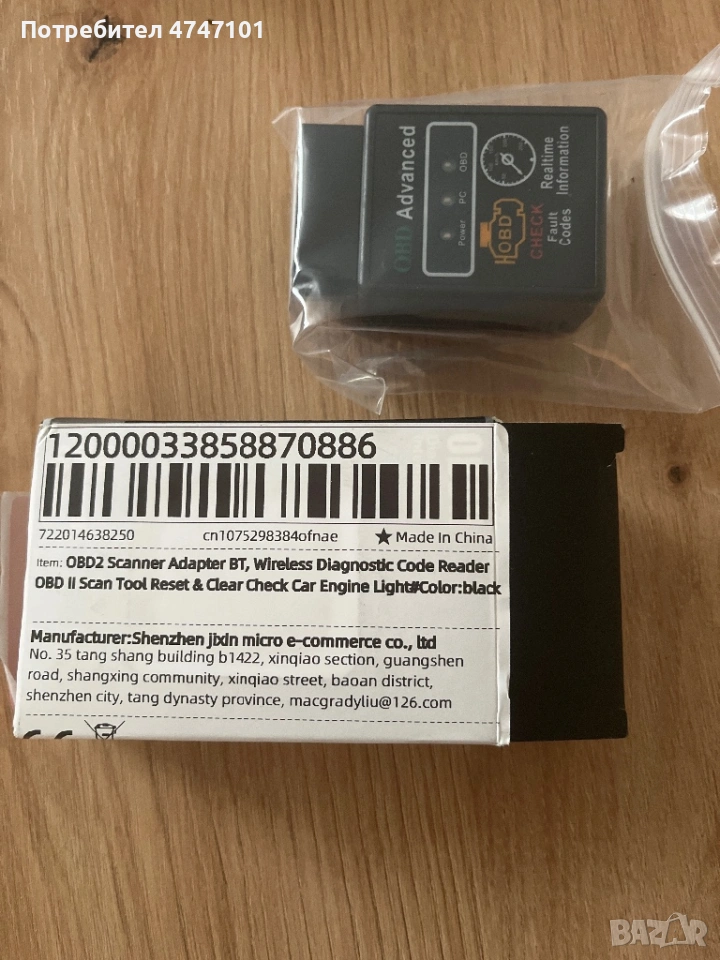 Потребител 4747101
OBD Advanced
Power PC OBD
OBD
CHECK
Fault
Codes
Realtime
Information
12000033858870886
722014638250 cn1075298384ofnae ★ Made In China
Item: OBD2 Scanner Adapter BT, Wireless Diagnostic Code Reader
OBD II Scan Tool Reset & Clear Check Car Engine Light#Color:black
Manufacturer:Shenzhen jixin micro e-commerce co., ltd
No. 35 tang shang building b1422, xinqiao section, guangshen
road, shangxing community, xinqiao street, baoan district,
shenzhen city, tang dynasty province, macgradyliu@126.com
CE
BAZAR